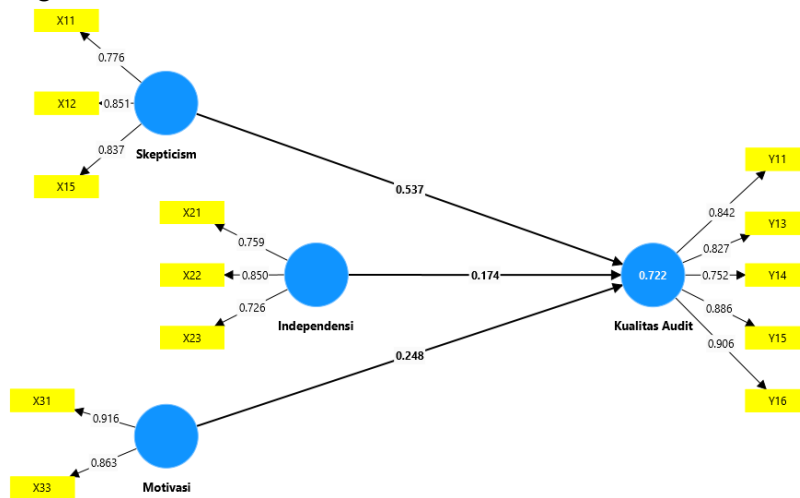 X11
0.776
X12
0.851
0.837
X15
Skepticism
0.537
X21
0.759
X22
0.850
0.726
X23
Independensi
0.174
X31
0.916
0.863
X33
Motivasi
0.248
0.722
Kualitas Audit
Y11
0.842
Y13
0.827
Y14
0.752
0.886
Y15
0.906
Y16